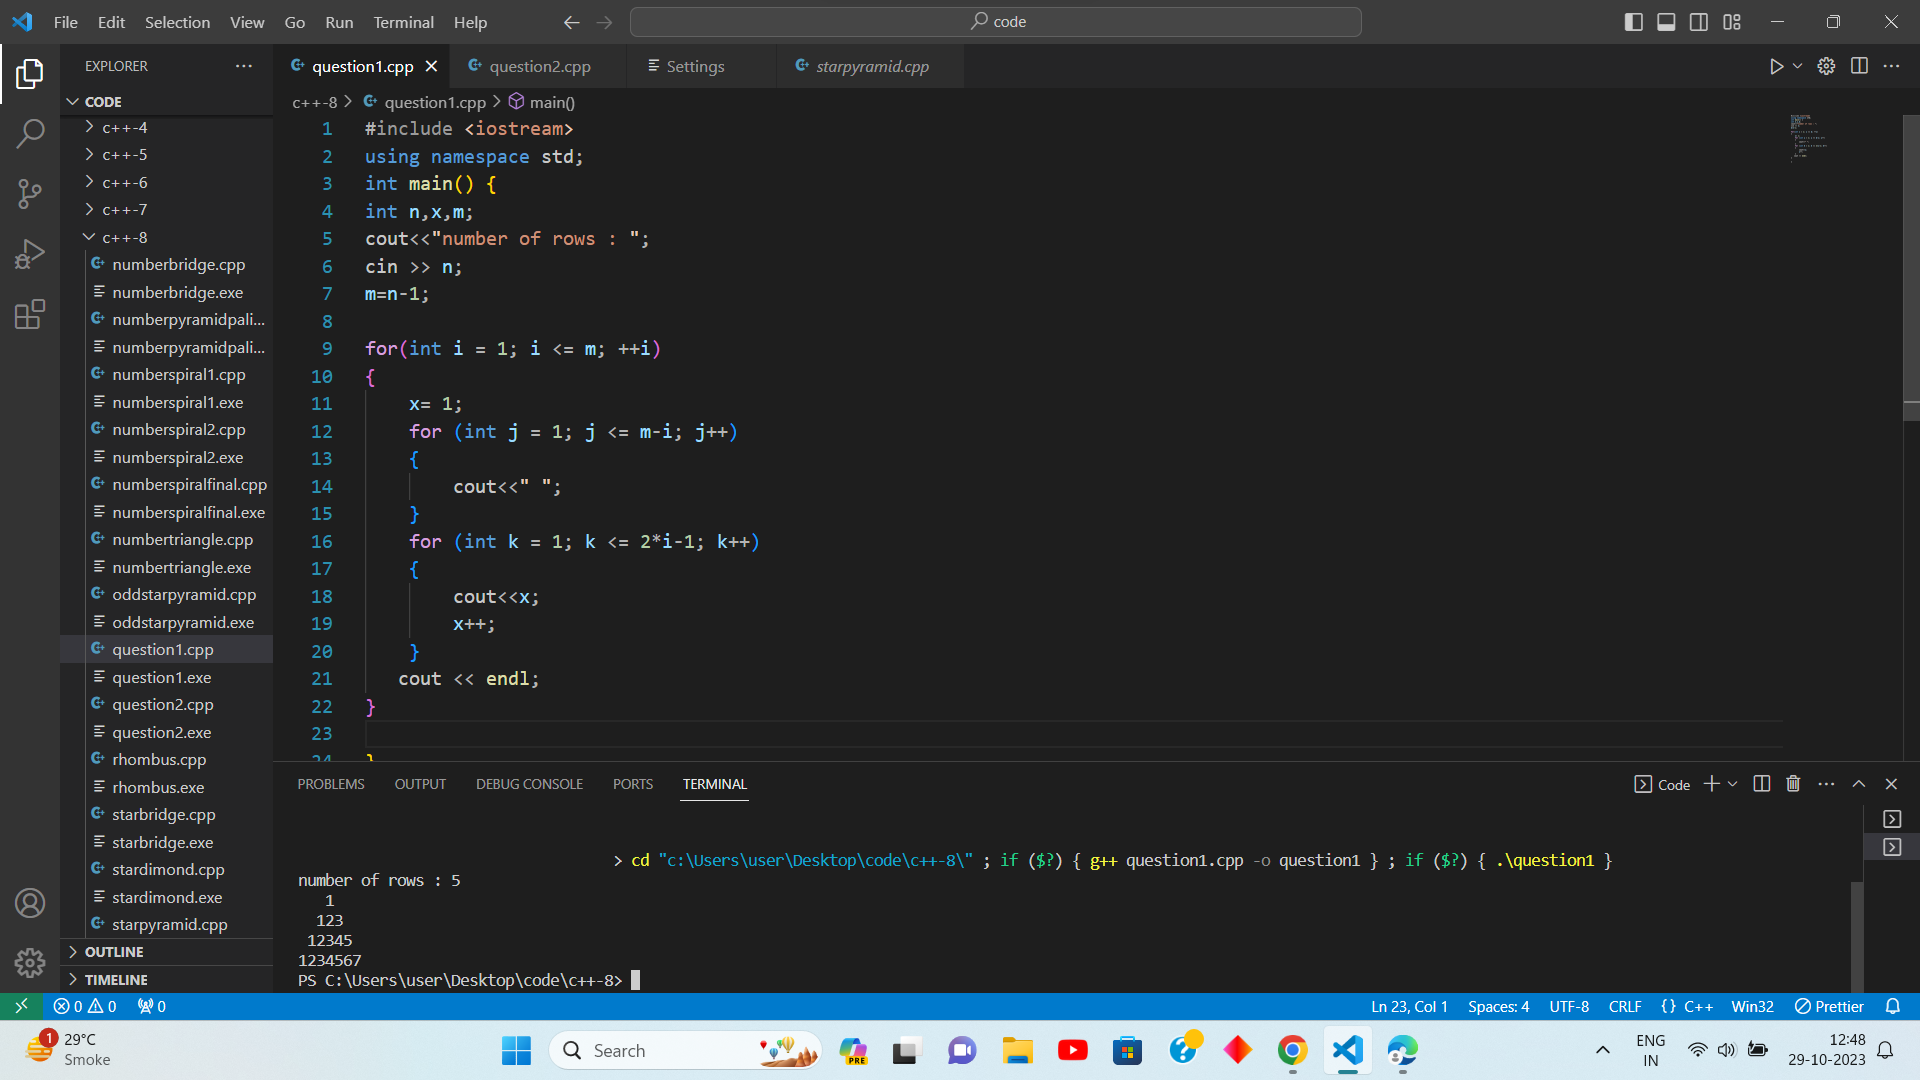 File Edit Selection View Go Run Terminal Help
code
EXPLORER
question1.cpp
question2.cpp
Settings
starpyramid.cpp
CODE
c++-8 > question1.cpp > main()
c++-4
c++-5
c++-6
c++-7
c++-8
numberbridge.cpp
numberbridge.exe
numberpyramidpali...
numberpyramidpali...
numberspiral1.cpp
numberspiral1.exe
numberspiral2.cpp
numberspiral2.exe
numberspiralfinal.cpp
numberspiralfinal.exe
numbertriangle.cpp
numbertriangle.exe
oddstarpyramid.cpp
oddstarpyramid.exe
question1.cpp
question1.exe
question2.cpp
question2.exe
rhombus.cpp
rhombus.exe
starbridge.cpp
starbridge.exe
stardimond.cpp
stardimond.exe
starpyramid.cpp
OUTLINE
TIMELINE
1 #include <iostream>
2 using namespace std;
3 int main() {
4 int n,x,m;
5 cout<<"number of rows : ";
6 cin >> n;
7 m=n-1;
8
9 for(int i = 1; i <= m; ++i)
10 {
11     x= 1;
12     for (int j = 1; j <= m-i; j++)
13     {
14         cout<<" ";
15     }
16     for (int k = 1; k <= 2*i-1; k++)
17     {
18         cout<<x;
19         x++;
20     }
21    cout << endl;
22 }
23
24 }
PROBLEMS OUTPUT DEBUG CONSOLE PORTS TERMINAL
Code
> cd "c:\Users\user\Desktop\code\c++-8\" ; if ($?) { g++ question1.cpp -o question1 } ; if ($?) { .\question1 }
number of rows : 5
   1
  123
 12345
1234567
PS C:\Users\user\Desktop\code\c++-8>
0 0 0
Ln 23, Col 1 Spaces: 4 UTF-8 CRLF {} C++ Win32 Prettier
1
29°C
Smoke
Search
PRE
ENG
IN
12:48
29-10-2023